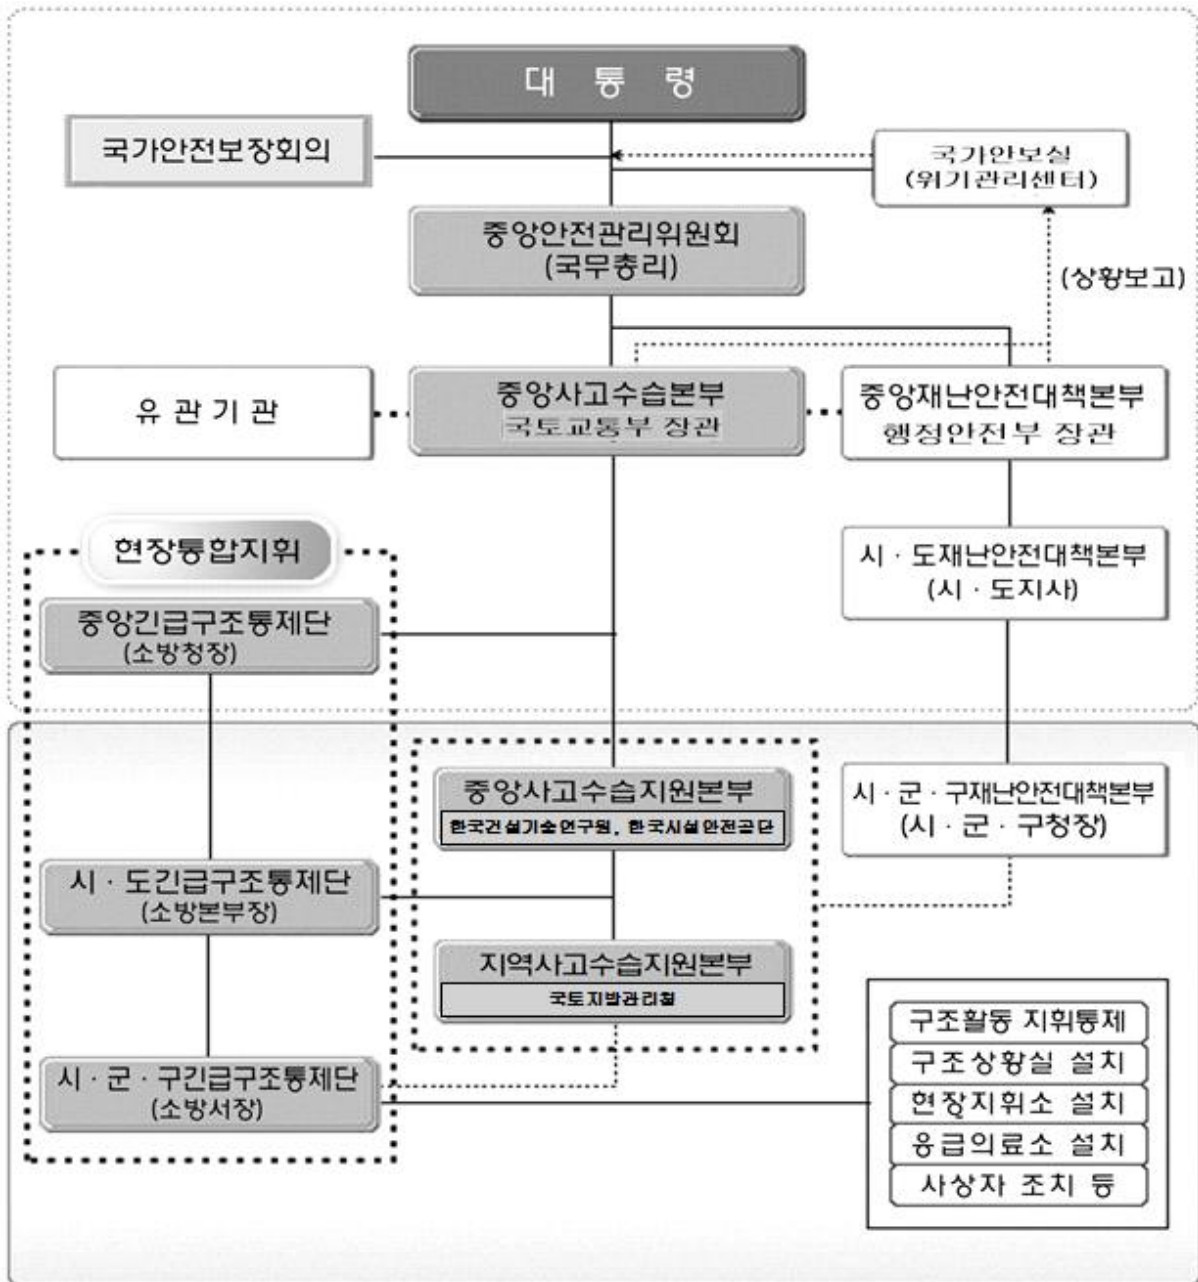 대 통 령
국가안전보장회의
국가안보실
(위기관리센터)
중앙안전관리위원회
(국무총리)
(상황보고)
유 관 기 관
중앙사고수습본부
국토교통부 장관
중앙재난안전대책본부
행정안전부 장관
현장통합지휘
시 · 도재난안전대책본부
(시 · 도지사)
중앙긴급구조통제단
(소방청장)
중앙사고수습지원본부
한국건설기술연구원, 한국시설안전공단
시 · 군 · 구재난안전대책본부
(시 · 군 · 구청장)
시 · 도긴급구조통제단
(소방본부장)
지역사고수습지원본부
국토지방관리청
구조활동 지휘통제
구조상황실 설치
현장지휘소 설치
응급의료소 설치
사상자 조치 등
시 · 군 · 구긴급구조통제단
(소방서장)